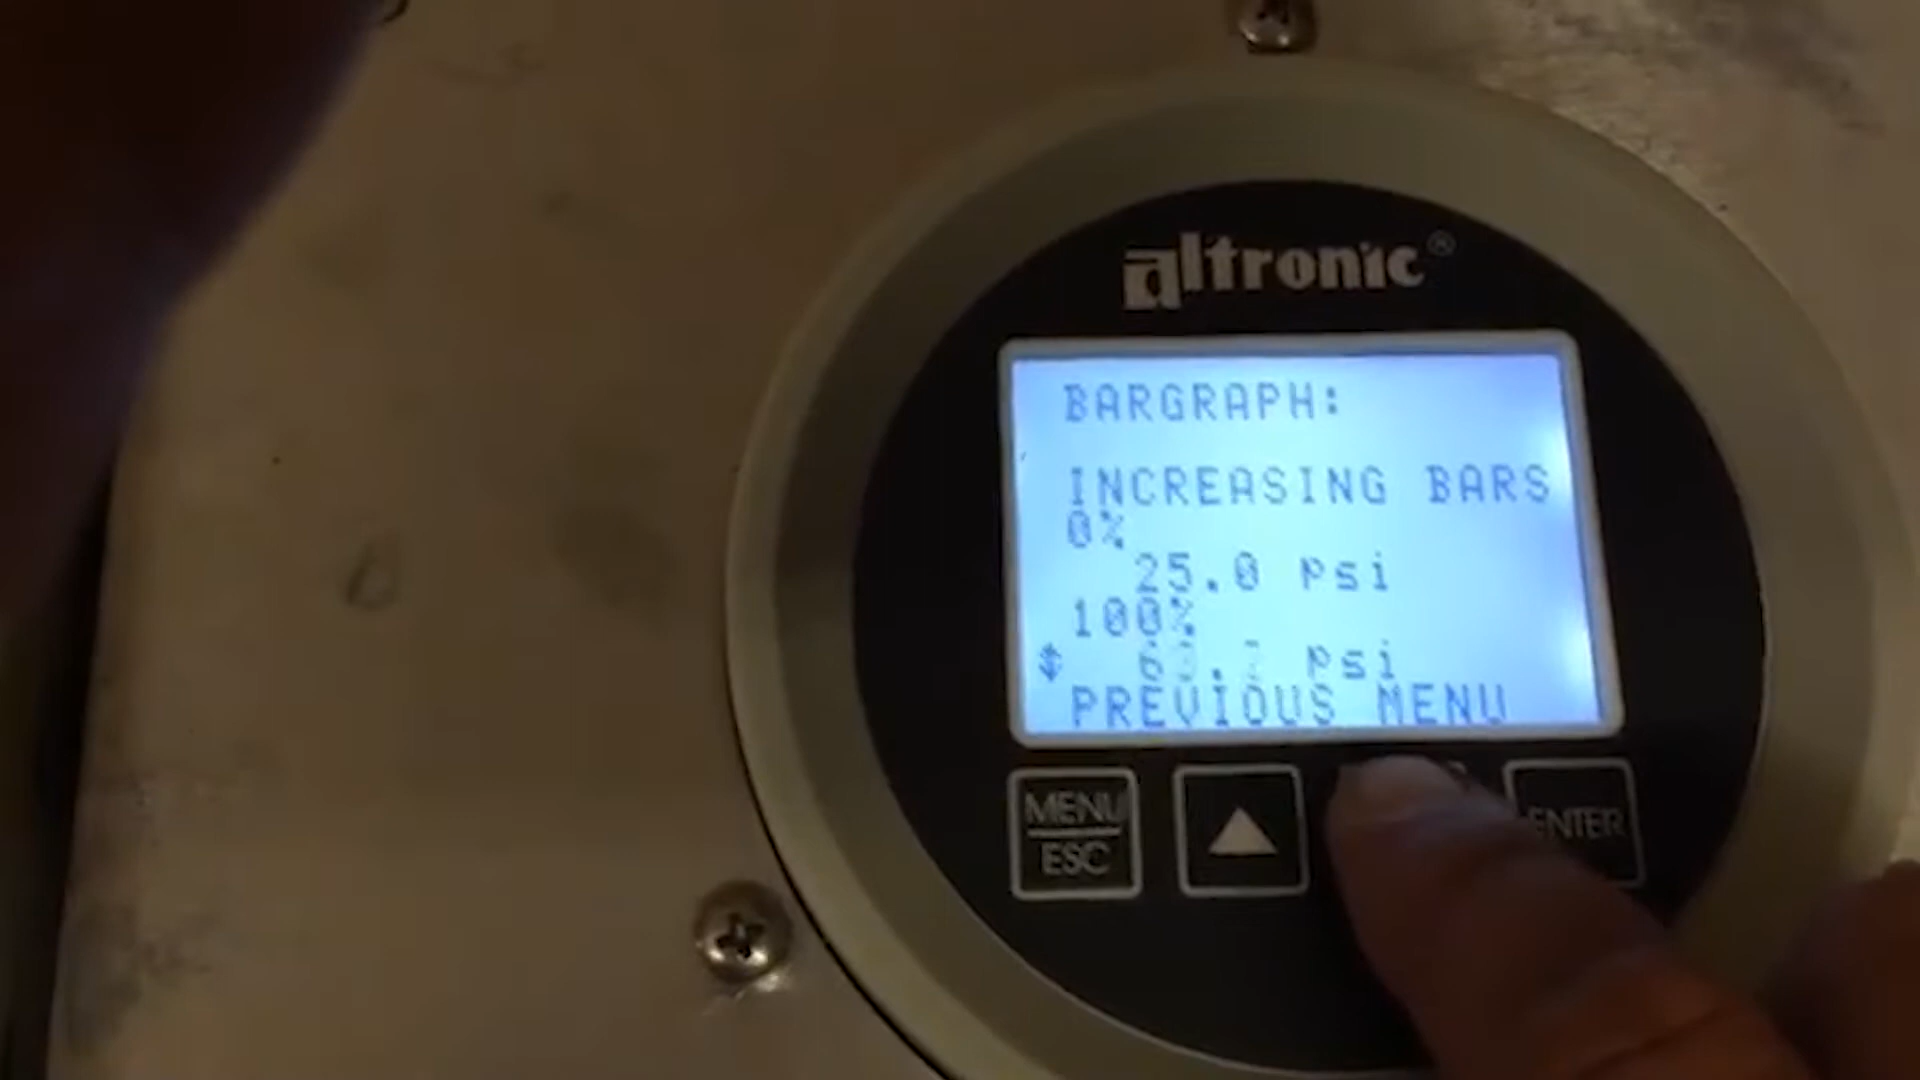 altronic®
BARGRAPH:
INCREASING BARS
0%
25.0 psi
100%
psi
PREVIOUS MENU
MENU
ESC
ENTER